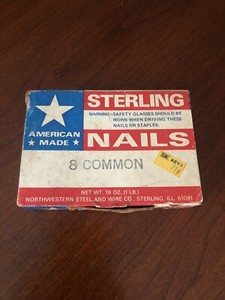 STERLING
WARNING-SAFETY GLASSES SHOULD BE
WORN WHEN DRIVING THESE
NAILS OR STAPLES.
AMERICAN
MADE
NAILS
8 COMMON
NET WT. 16 OZ. (1 LB.)
NORTHWESTERN STEEL AND WIRE CO., STERLING, ILL. 61081